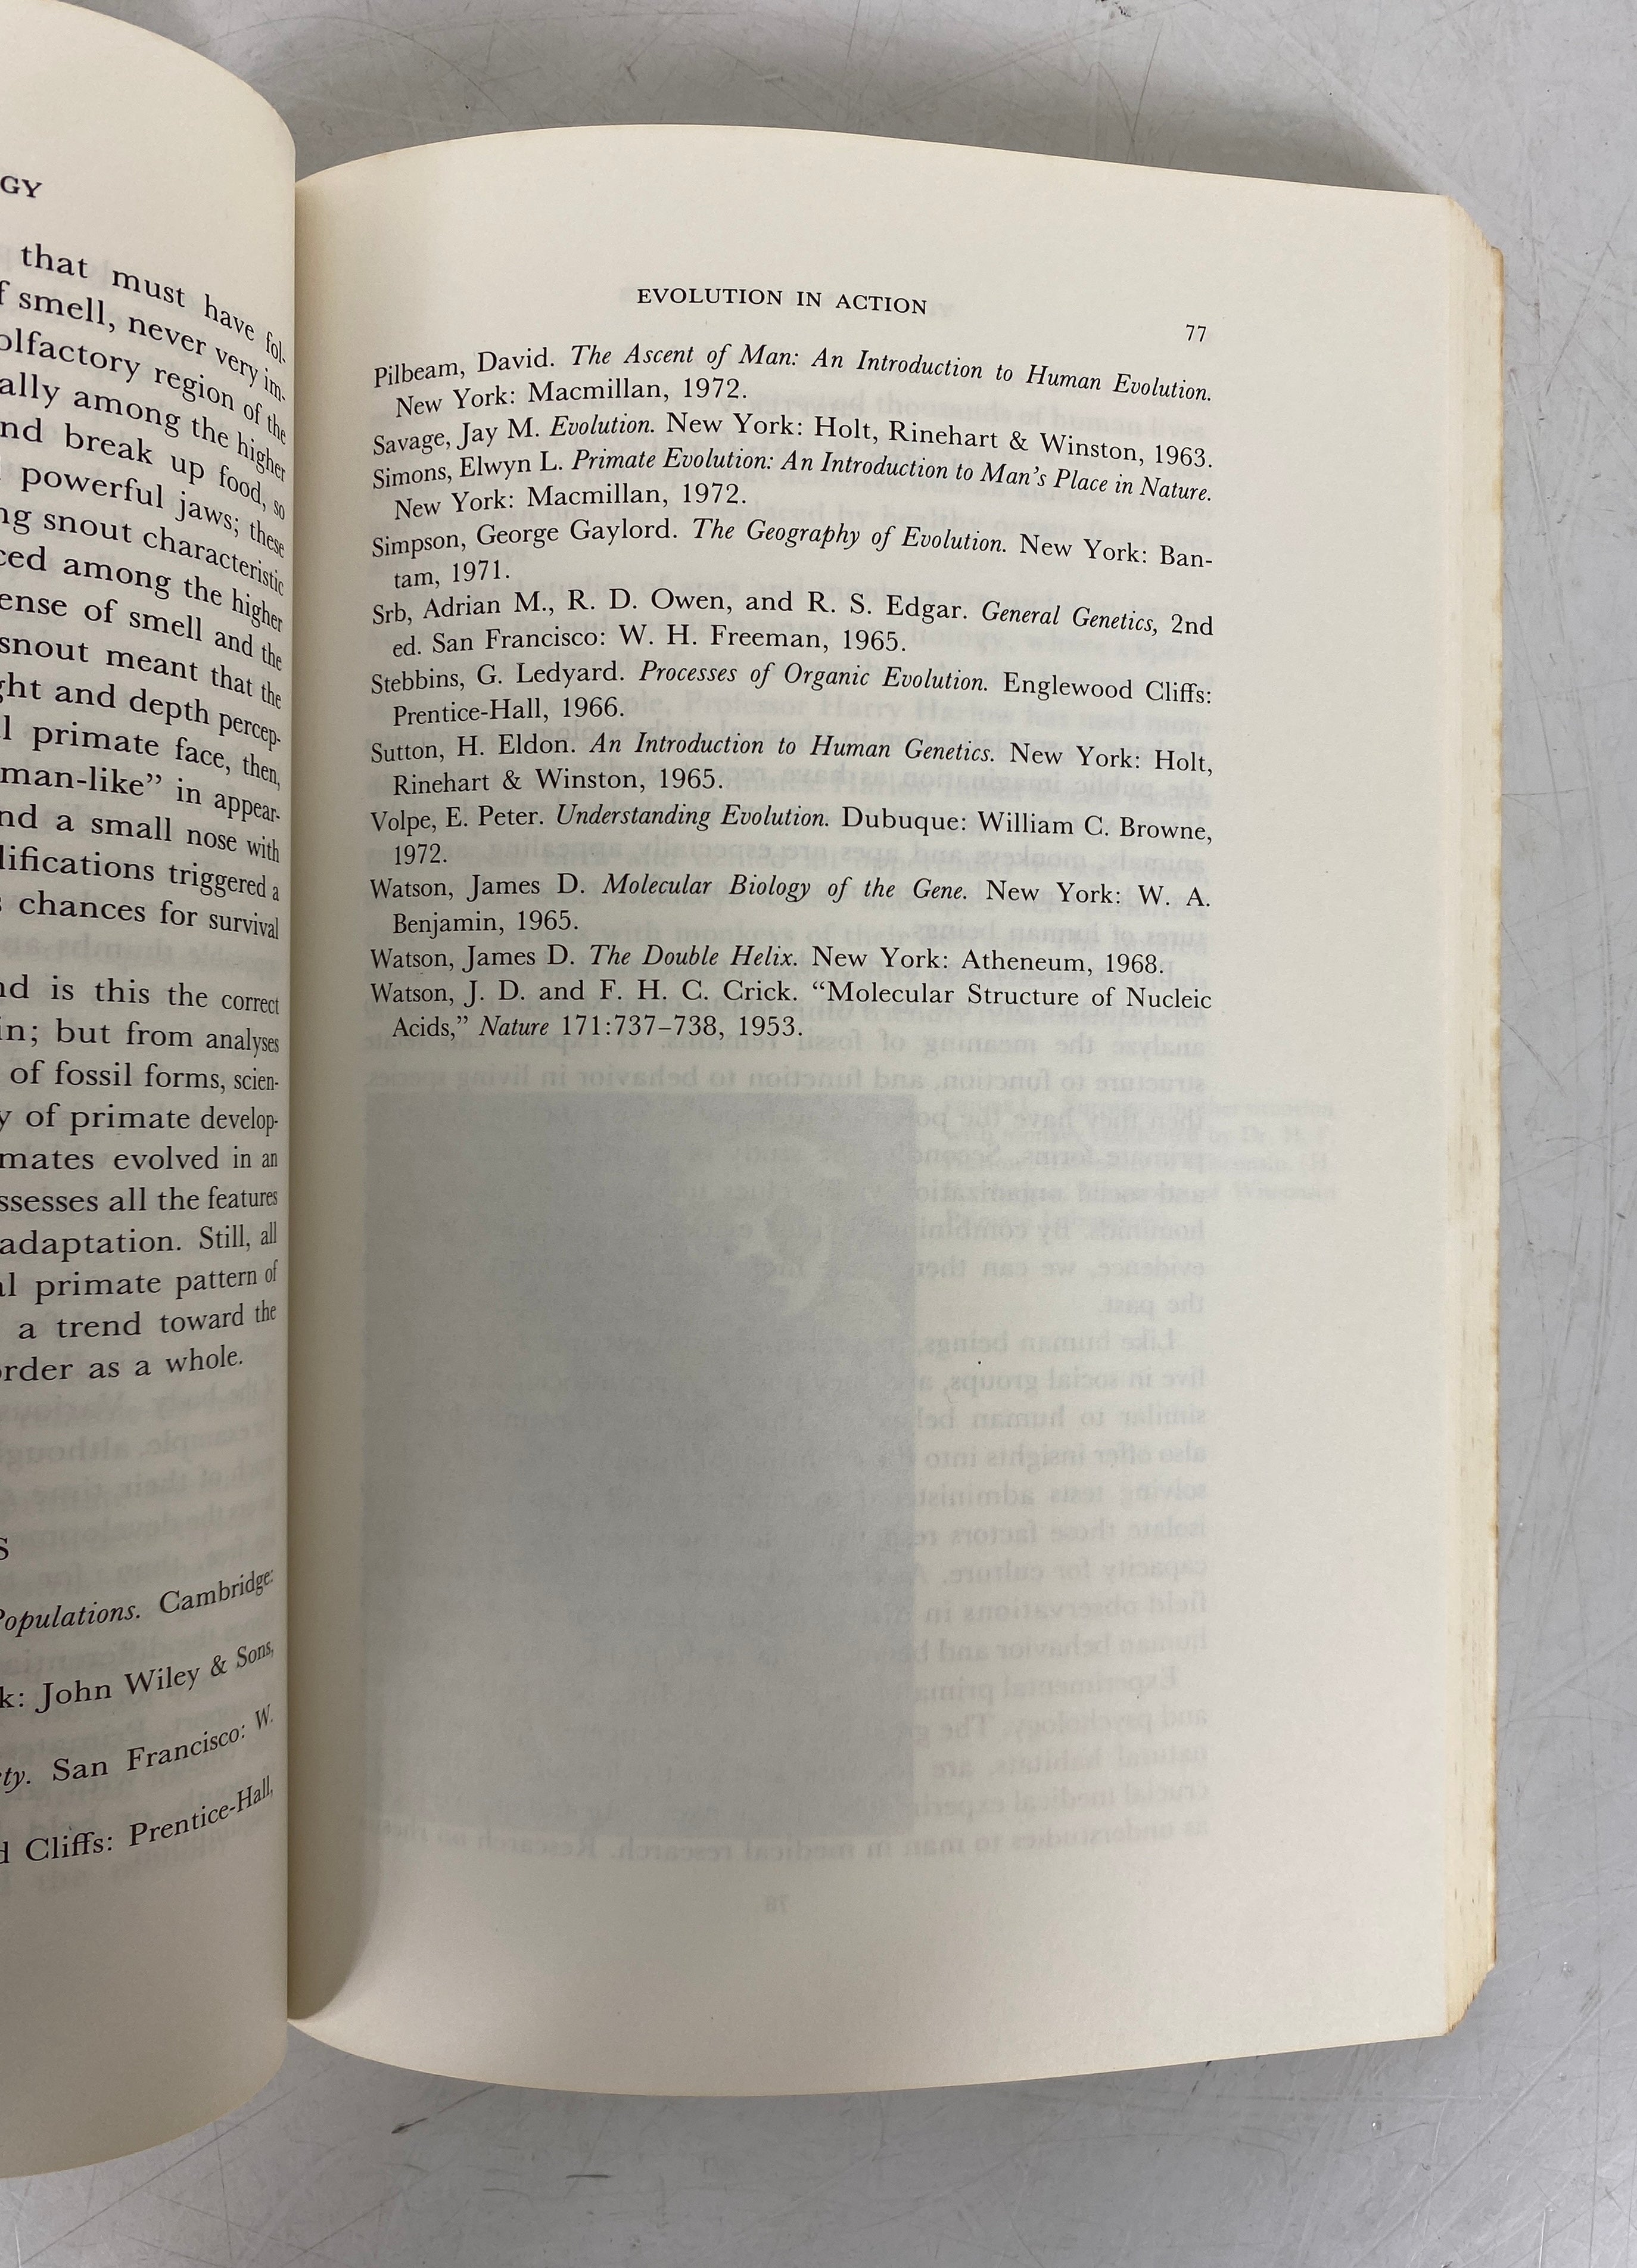 GY
that must have fol-
f smell, never very im-
olfactory region of the
ally among the higher
nd break up food, so
powerful jaws; these
ng snout characteristic
ced among the higher
ense of smell and the
snout meant that the
ght and depth percep-
l primate face, then,
man-like” in appear-
nd a small nose with
lifications triggered a
s chances for survival
nd is this the correct
in; but from analyses
of fossil forms, scien-
y of primate develop-
mates evolved in an
ssesses all the features
adaptation. Still, all
al primate pattern of
a trend toward the
order as a whole.
S
Populations. Cambridge:
k: John Wiley & Sons,
ty. San Francisco: W.
d Cliffs: Prentice-Hall,
EVOLUTION IN ACTION
77
Pilbeam, David. The Ascent of Man: An Introduction to Human Evolution.
New York: Macmillan, 1972.
Savage, Jay M. Evolution. New York: Holt, Rinehart & Winston, 1963.
Simons, Elwyn L. Primate Evolution: An Introduction to Man’s Place in Nature.
New York: Macmillan, 1972.
Simpson, George Gaylord. The Geography of Evolution. New York: Ban-
tam, 1971.
Srb, Adrian M., R. D. Owen, and R. S. Edgar. General Genetics, 2nd
ed. San Francisco: W. H. Freeman, 1965.
Stebbins, G. Ledyard. Processes of Organic Evolution. Englewood Cliffs:
Prentice-Hall, 1966.
Sutton, H. Eldon. An Introduction to Human Genetics. New York: Holt,
Rinehart & Winston, 1965.
Volpe, E. Peter. Understanding Evolution. Dubuque: William C. Browne,
1972.
Watson, James D. Molecular Biology of the Gene. New York: W. A.
Benjamin, 1965.
Watson, James D. The Double Helix. New York: Atheneum, 1968.
Watson, J. D. and F. H. C. Crick. “Molecular Structure of Nucleic
Acids,” Nature 171:737–738, 1953.